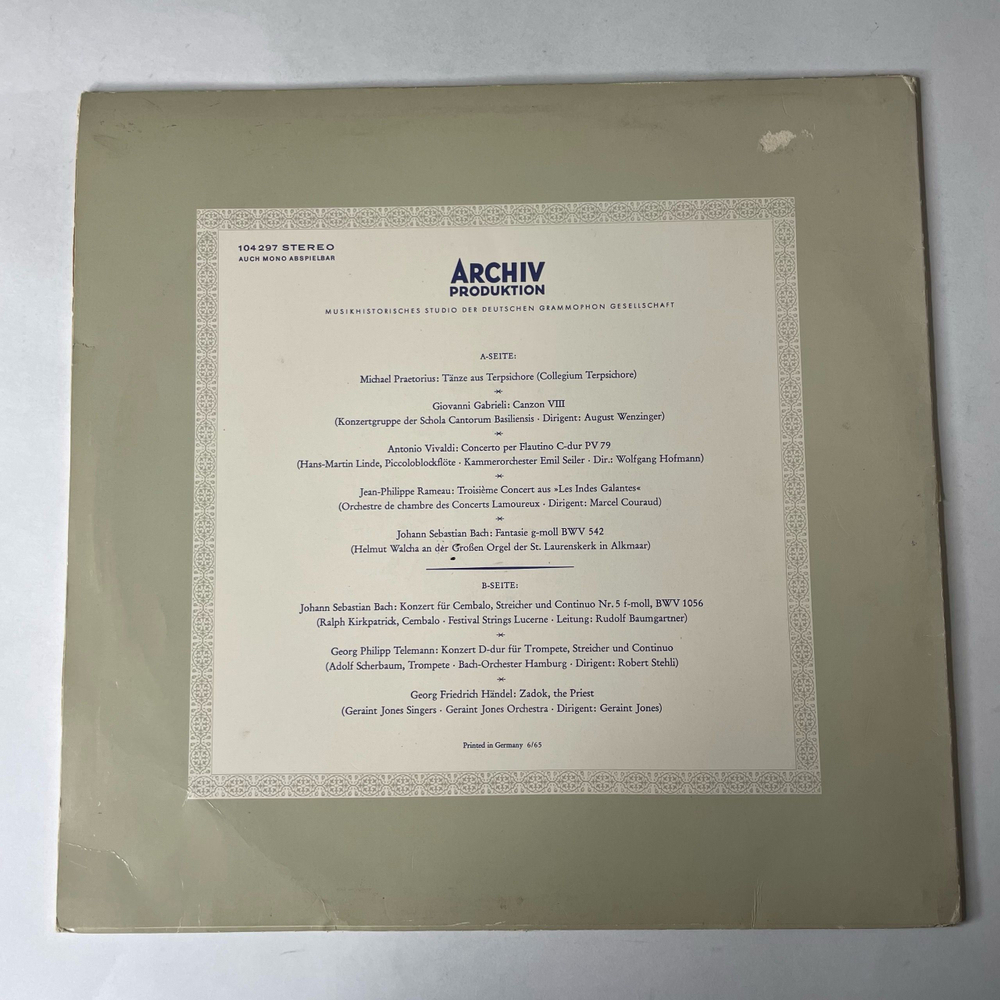 104297 STEREO
AUCH MONO ABSPIELBAR
ARCHIV
PRODUKTION
MUSIKHISTORISCHES STUDIO DER DEUTSCHEN GRAMMOPHON GESELLSCHAFT
A-SEITE:
Michael Praetorius: Tänze aus Terpsichore (Collegium Terpsichore)
Giovanni Gabrieli: Canzon VIII
(Konzertgruppe der Schola Cantorum Basiliensis · Dirigent: August Wenzinger)
Antonio Vivaldi: Concerto per Flautino C-dur PV 79
(Hans-Martin Linde, Piccoloblockflöte · Kammerorchester Emil Seiler · Dir.: Wolfgang Hofmann)
Jean-Philippe Rameau: Troisième Concert aus »Les Indes Galantes«
(Orchestre de chambre des Concerts Lamoureux · Dirigent: Marcel Couraud)
Johann Sebastian Bach: Fantasie g-moll BWV 542
(Helmut Walcha an der Großen Orgel der St. Laurenskerk in Alkmaar)
B-SEITE:
Johann Sebastian Bach: Konzert für Cembalo, Streicher und Continuo Nr. 5 f-moll, BWV 1056
(Ralph Kirkpatrick, Cembalo · Festival Strings Lucerne · Leitung: Rudolf Baumgartner)
Georg Philipp Telemann: Konzert D-dur für Trompete, Streicher und Continuo
(Adolf Scherbaum, Trompete · Bach-Orchester Hamburg · Dirigent: Robert Stehli)
Georg Friedrich Händel: Zadok, the Priest
(Geraint Jones Singers · Geraint Jones Orchestra · Dirigent: Geraint Jones)
Printed in Germany 6/65